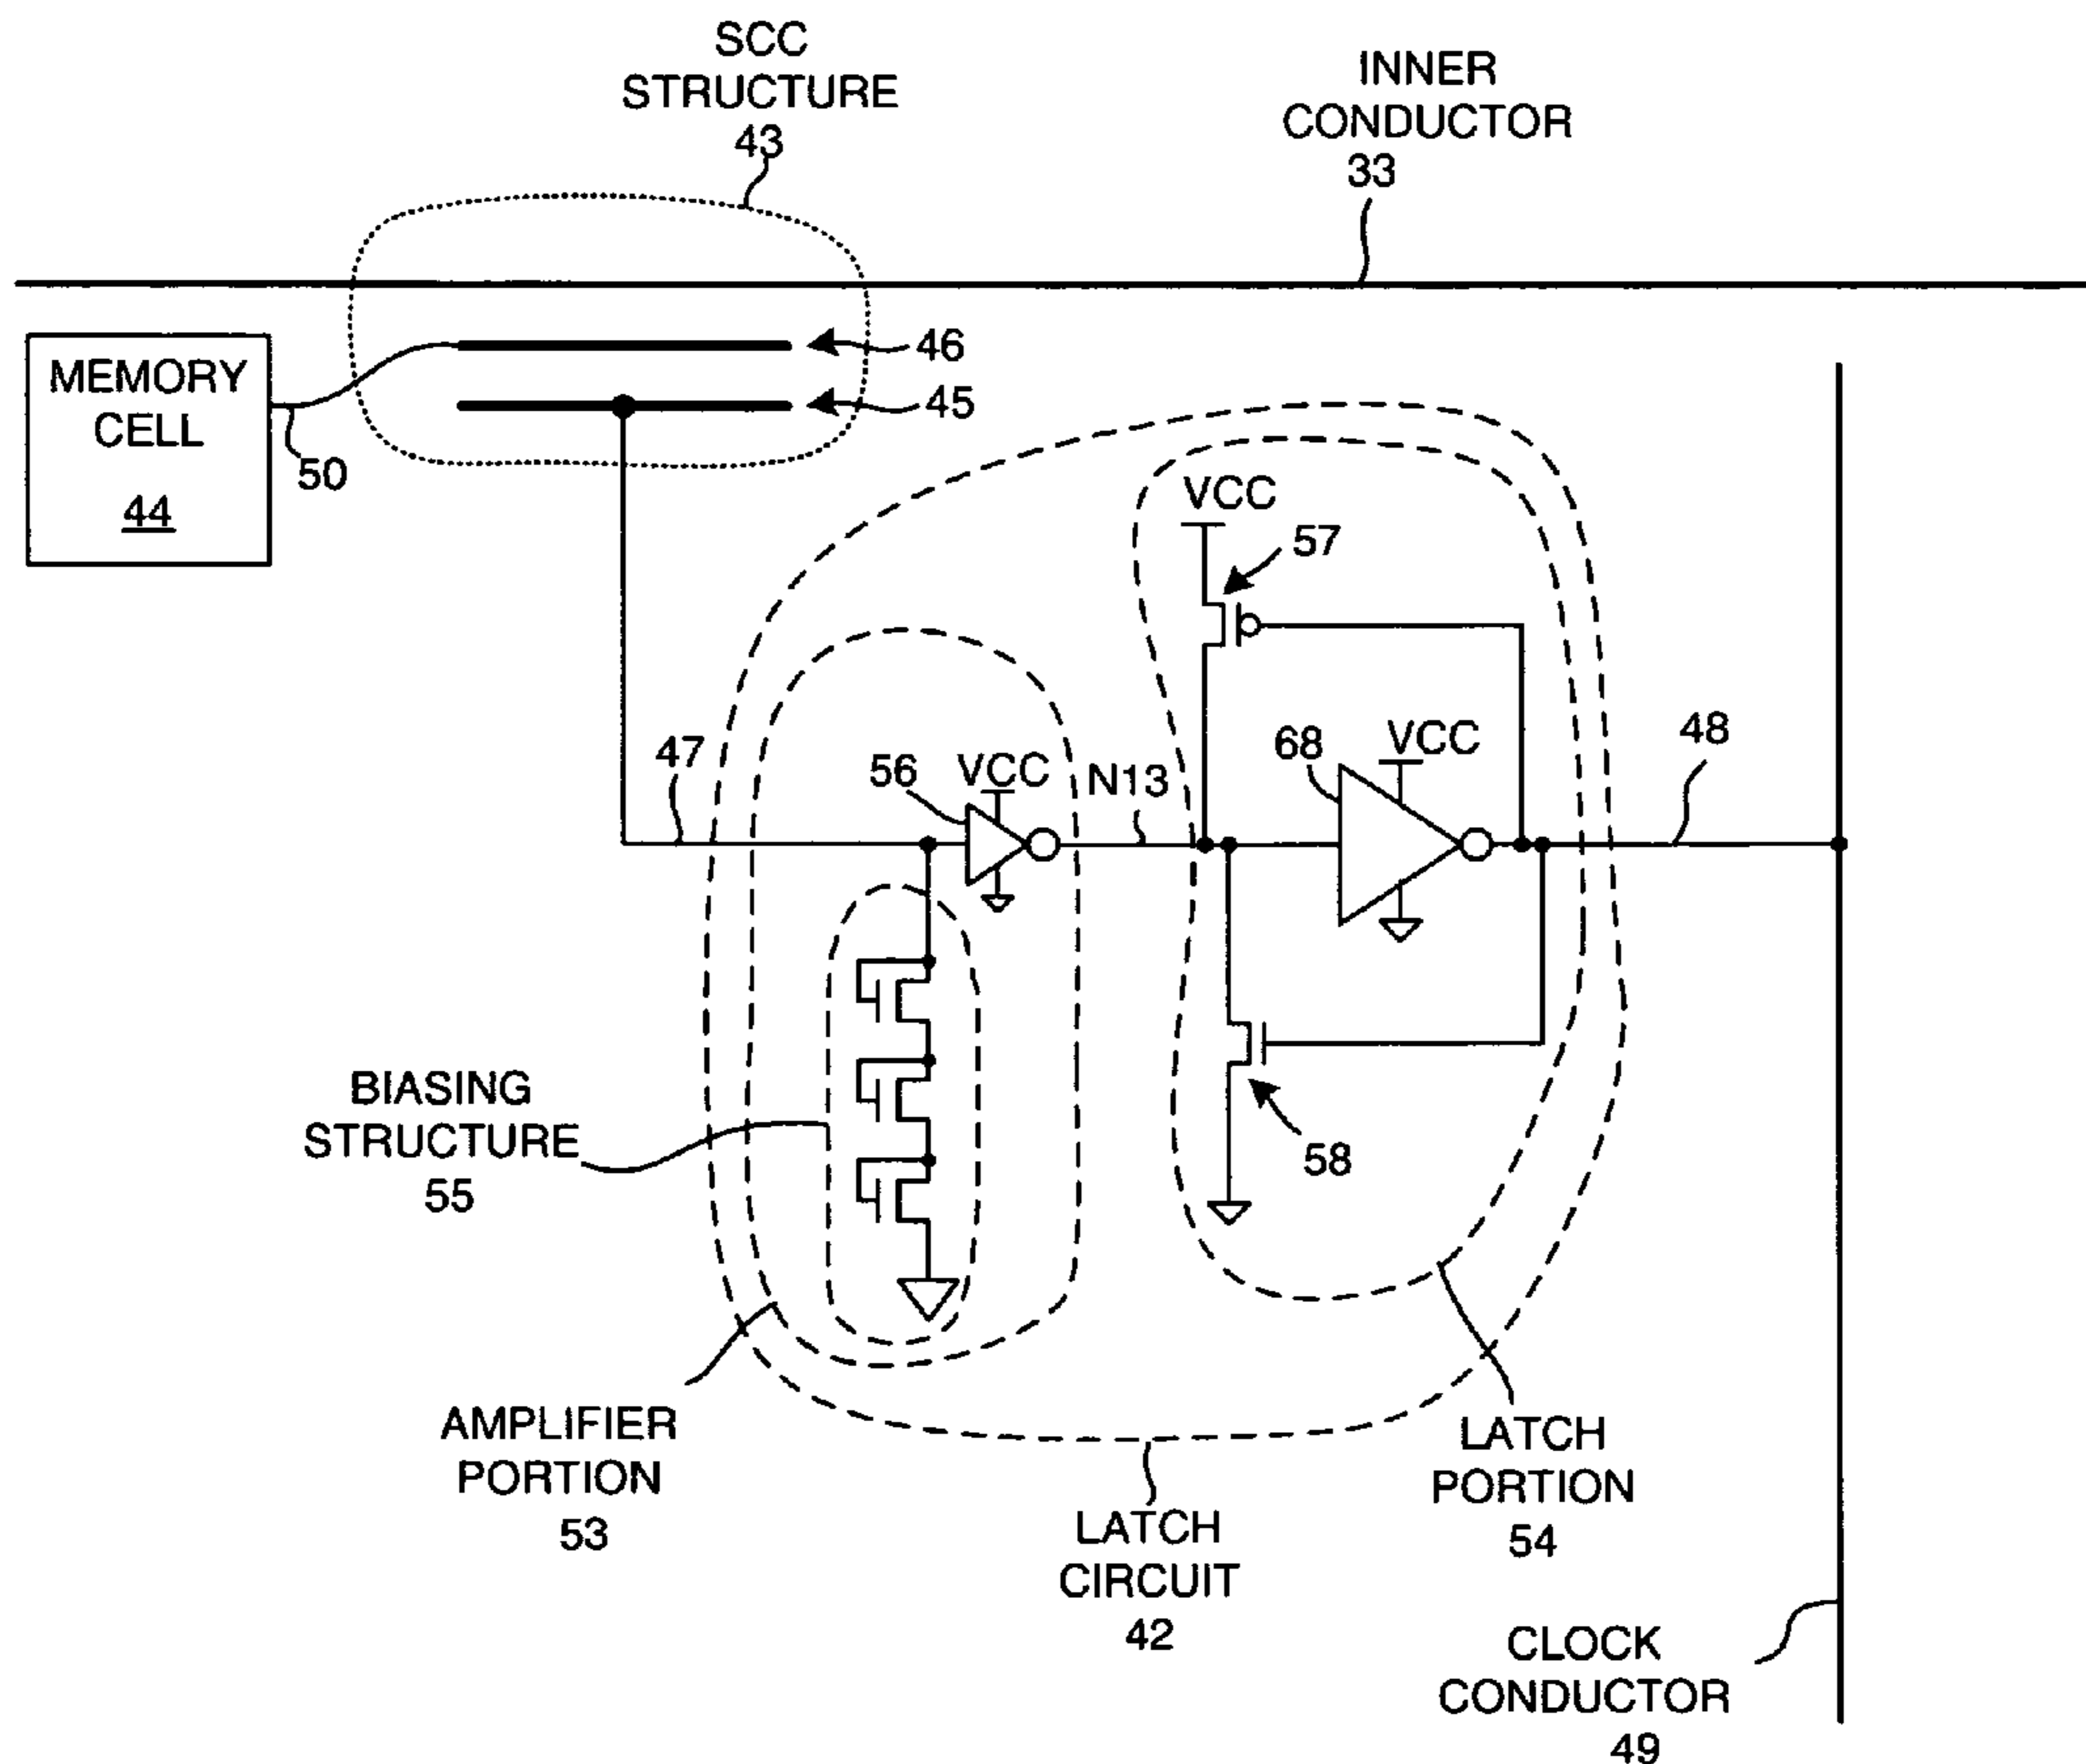 SCC
STRUCTURE
43
INNER
CONDUCTOR
33
MEMORY
CELL
44
50
46
45
VCC
57
47
56
VCC
N13
68
VCC
48
58
BIASING
STRUCTURE
55
AMPLIFIER
PORTION
53
LATCH
CIRCUIT
42
LATCH
PORTION
54
CLOCK
CONDUCTOR
49